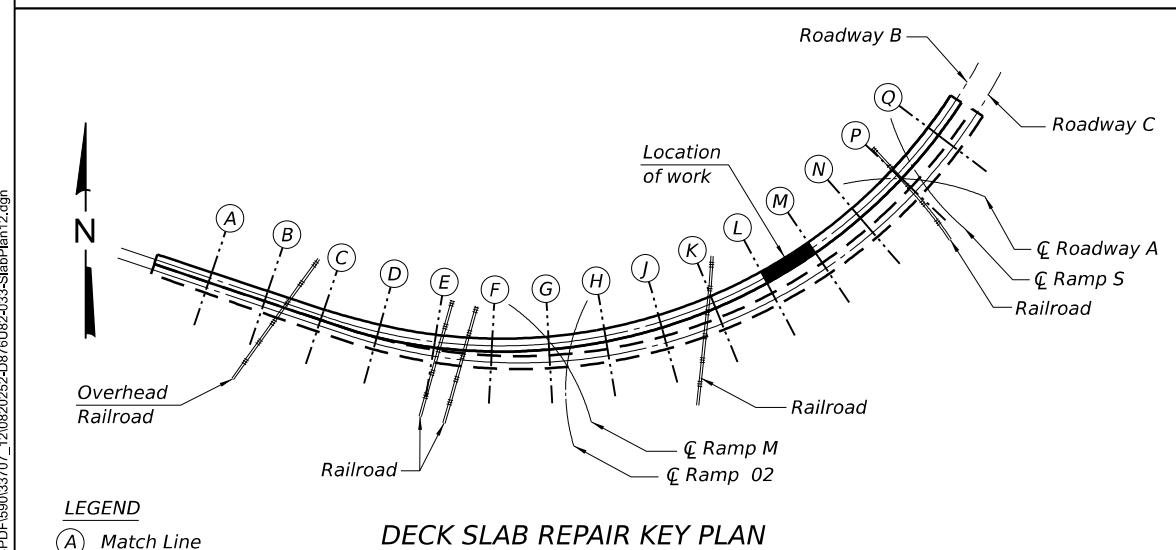 Roadway B
Q
Roadway C
P
Location
of work
N
M
A
L
B
K
N
C
J
D
E
F
G
H
℄ Roadway A
℄ Ramp S
Railroad
Overhead
Railroad
Railroad
℄ Ramp M
Railroad
℄ Ramp 02
LEGEND
A Match Line
DECK SLAB REPAIR KEY PLAN